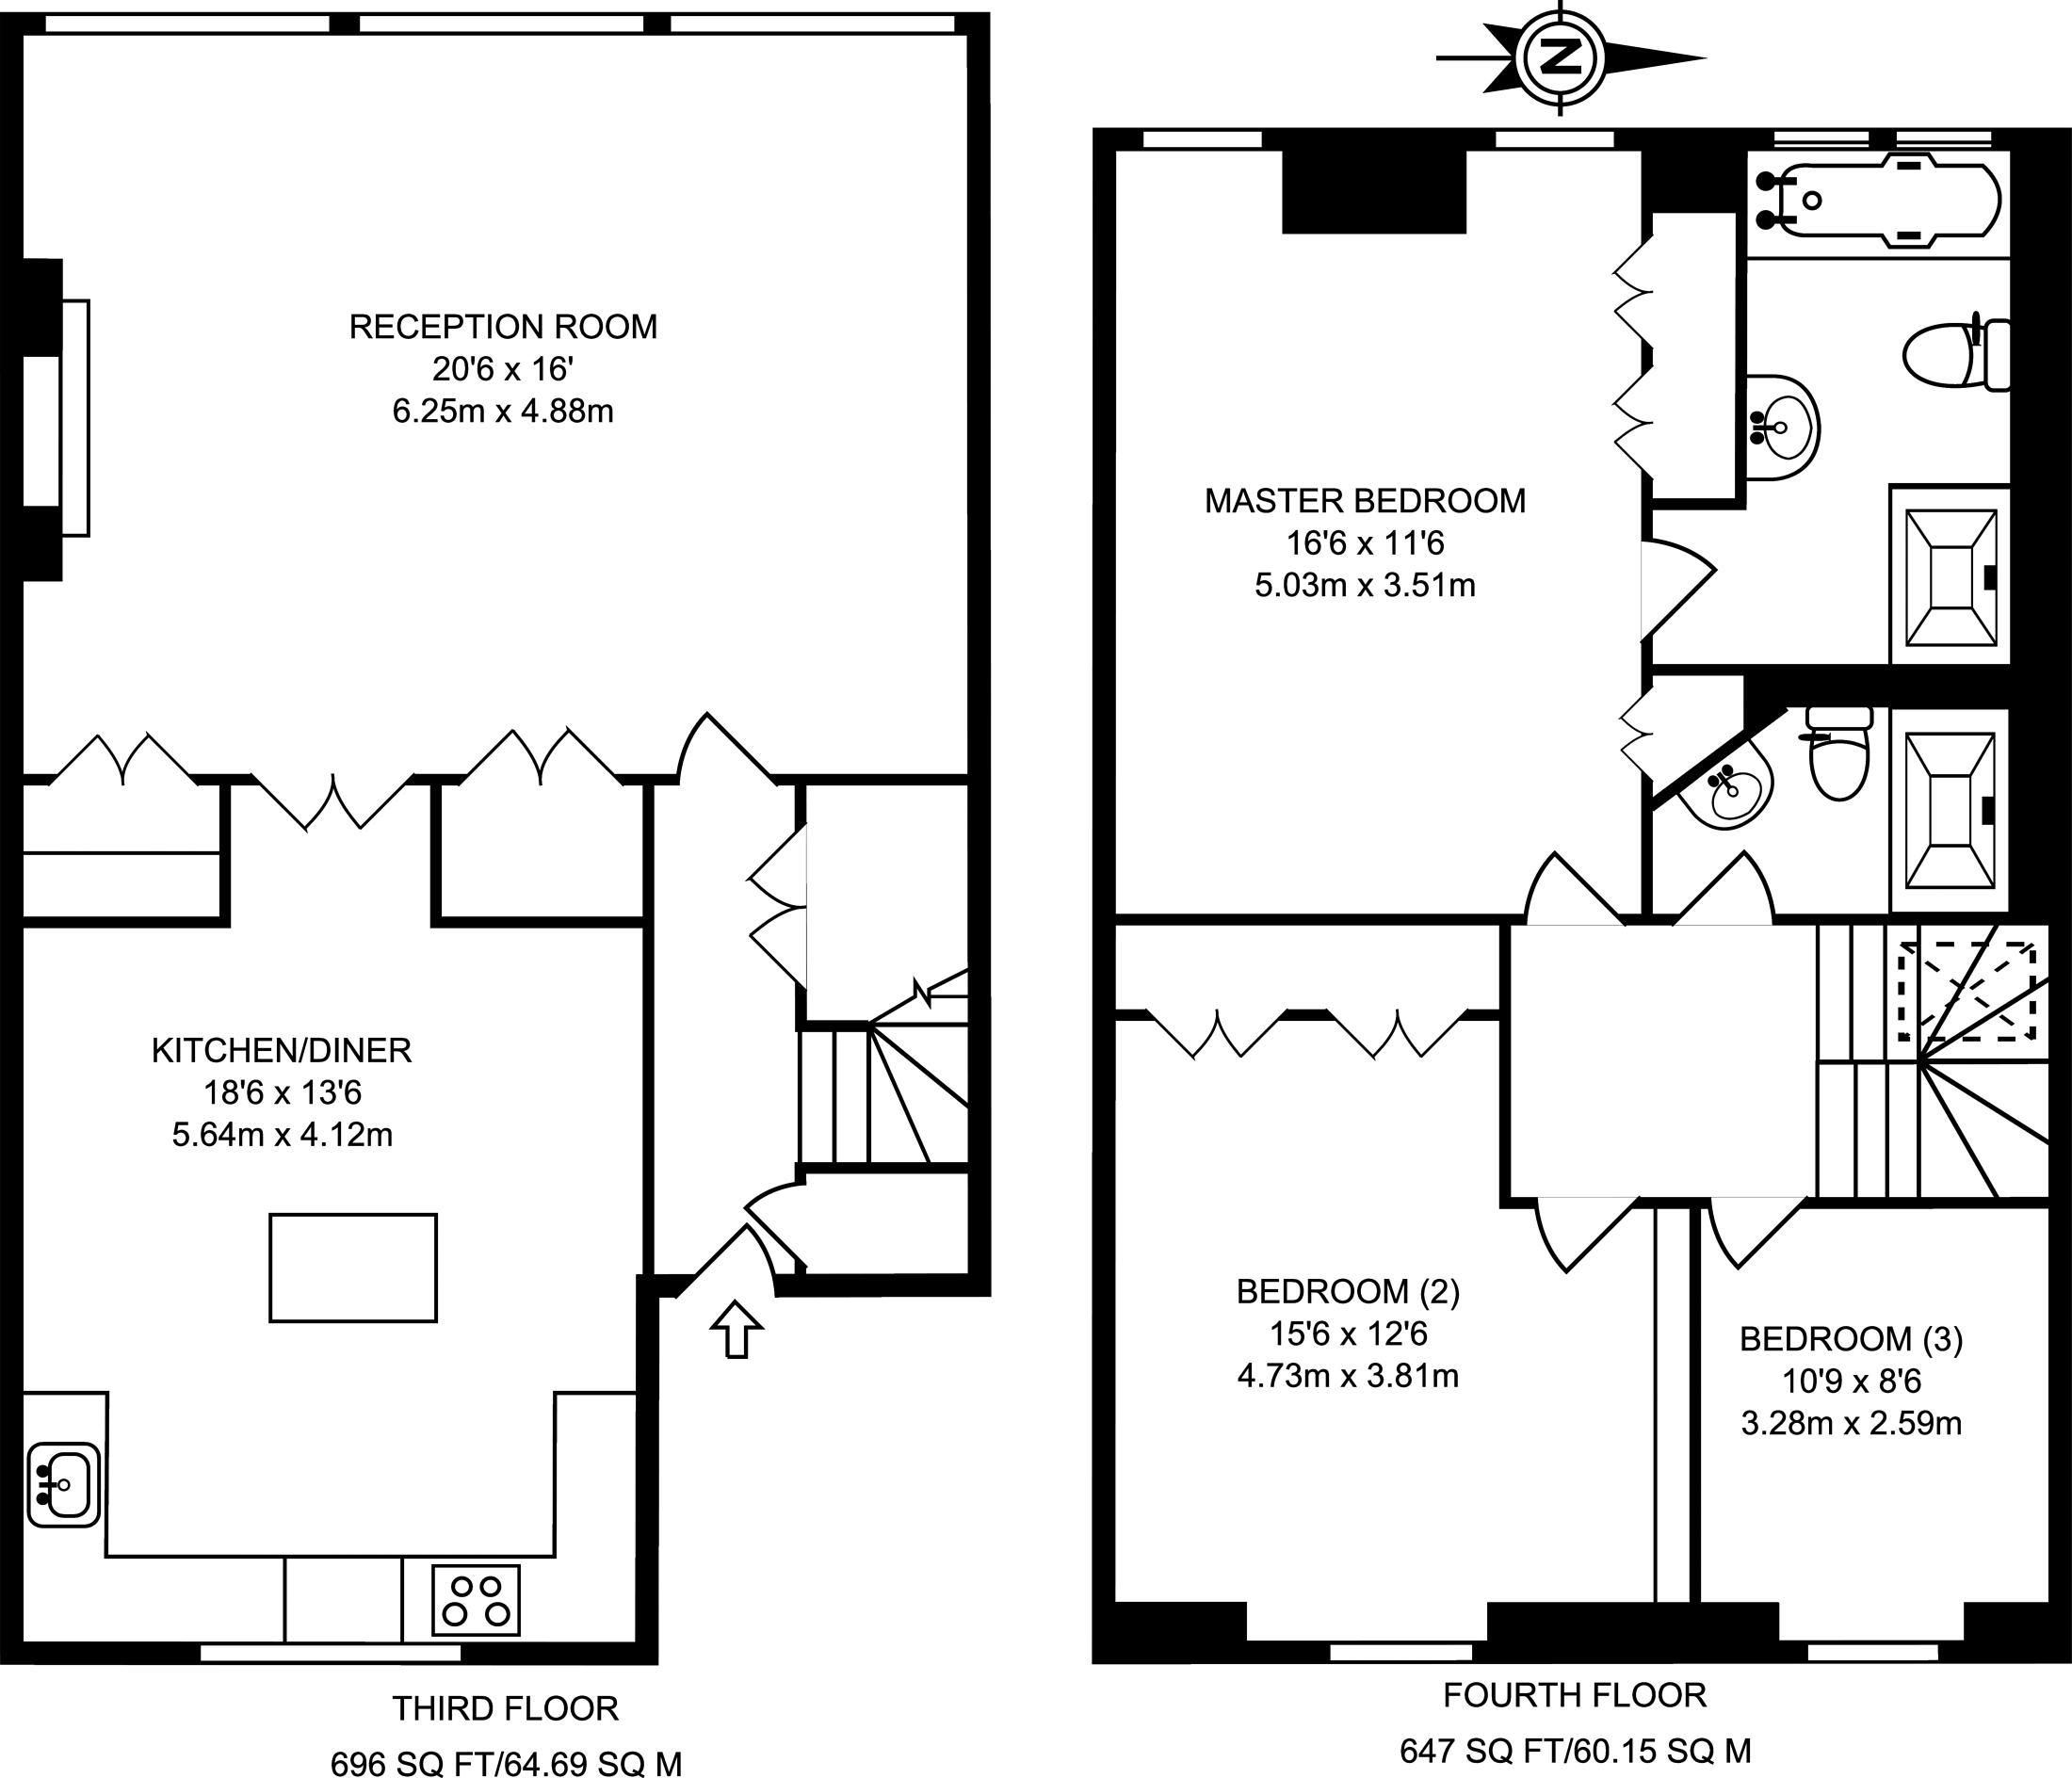 N
RECEPTION ROOM
20'6 x 16'
6.25m x 4.88m
KITCHEN/DINER
18'6 x 13'6
5.64m x 4.12m
THIRD FLOOR
696 SQ FT/64.69 SQ M
MASTER BEDROOM
16'6 x 11'6
5.03m x 3.51m
BEDROOM (2)
15'6 x 12'6
4.73m x 3.81m
BEDROOM (3)
10'9 x 8'6
3.28m x 2.59m
FOURTH FLOOR
647 SQ FT/60.15 SQ M